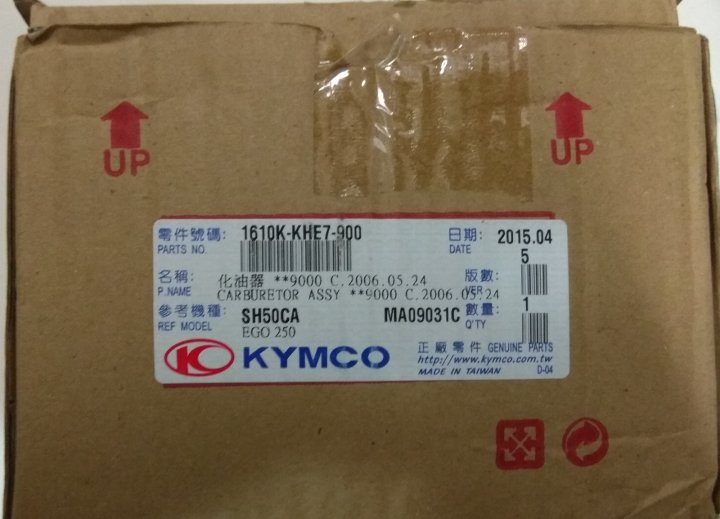 UP
UP
零件號碼: 1610K-KHE7-900
PARTS NO.
日期: 2015.04
DATE
名稱: 化油器 **9000 C.2006.05.24
P.NAME CARBURETOR ASSY **9000 C.2006.05.24
版數: 5
VER.
參考機種: SH50CA MA09031C
REF MODEL EGO 250
數量: 1
Q'TY
KYMCO
正廠零件 GENUINE PARTS
http://www.kymco.com.tw
MADE IN TAIWAN D-04